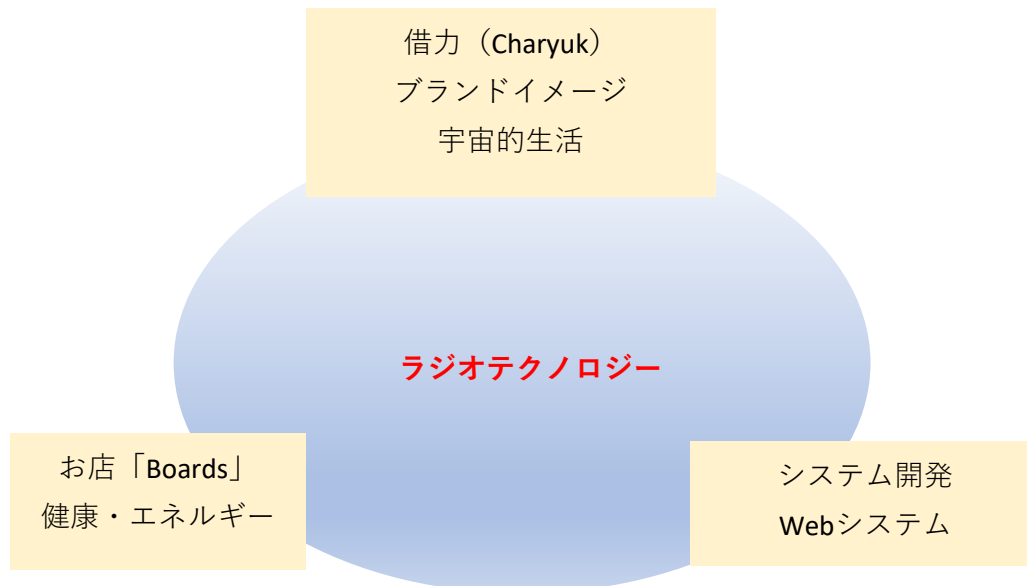 借力（Charyuk）
ブランドイメージ
宇宙的生活
ラジオテクノロジー
お店「Boards」
健康・エネルギー
システム開発
Webシステム